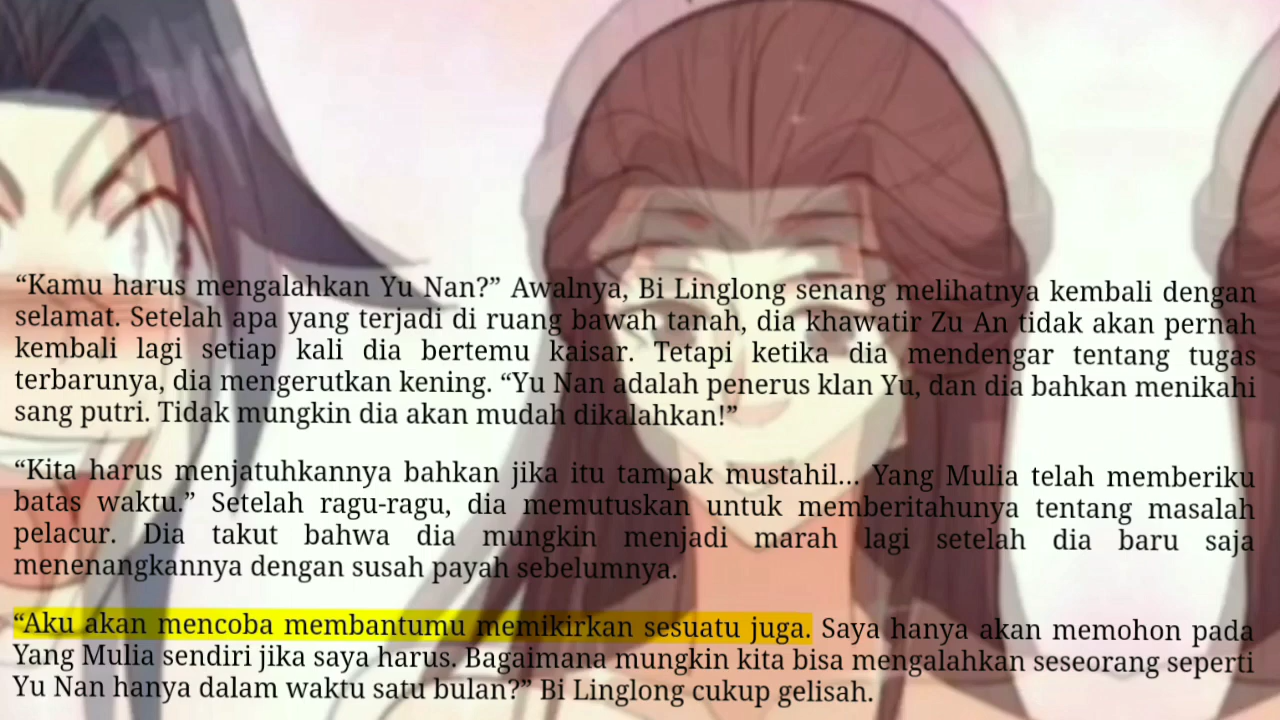 “Kamu harus mengalahkan Yu Nan?” Awalnya, Bi Linglong senang melihatnya kembali dengan
selamat. Setelah apa yang terjadi di ruang bawah tanah, dia khawatir Zu An tidak akan pernah
kembali lagi setiap kali dia bertemu kaisar. Tetapi ketika dia mendengar tentang tugas
terbarunya, dia mengerutkan kening. “Yu Nan adalah penerus klan Yu, dan dia bahkan menikahi
sang putri. Tidak mungkin dia akan mudah dikalahkan!”
“Kita harus menjatuhkannya bahkan jika itu tampak mustahil... Yang Mulia telah memberiku
batas waktu.” Setelah ragu-ragu, dia memutuskan untuk memberitahunya tentang masalah
pelacur. Dia takut bahwa dia mungkin menjadi marah lagi setelah dia baru saja
menenangkannya dengan susah payah sebelumnya.
“Aku akan mencoba membantumu memikirkan sesuatu juga. Saya hanya akan memohon pada
Yang Mulia sendiri jika saya harus. Bagaimana mungkin kita bisa mengalahkan seseorang seperti
Yu Nan hanya dalam waktu satu bulan?” Bi Linglong cukup gelisah.